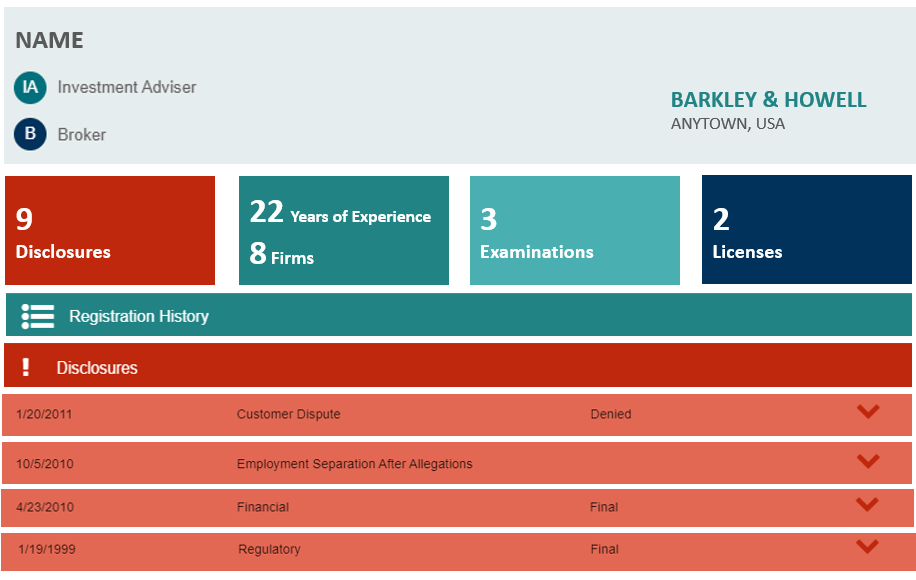 NAME
IA Investment Adviser
BARKLEY & HOWELL
ANYTOWN, USA
B Broker
9
Disclosures
22 Years of Experience
8 Firms
3
Examinations
2
Licenses
Registration History
! Disclosures
1/20/2011 Customer Dispute Denied
10/5/2010 Employment Separation After Allegations
4/23/2010 Financial Final
1/19/1999 Regulatory Final